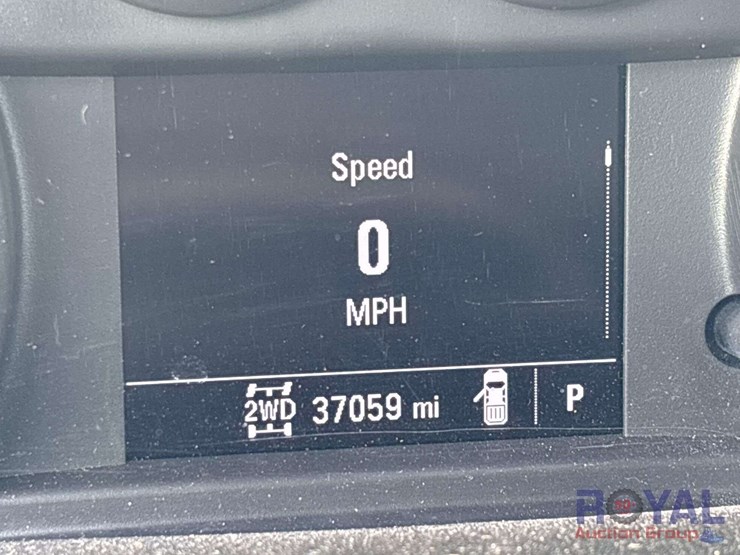 Speed
0
MPH
2WD 37059 mi P
ROYAL
Auction Group